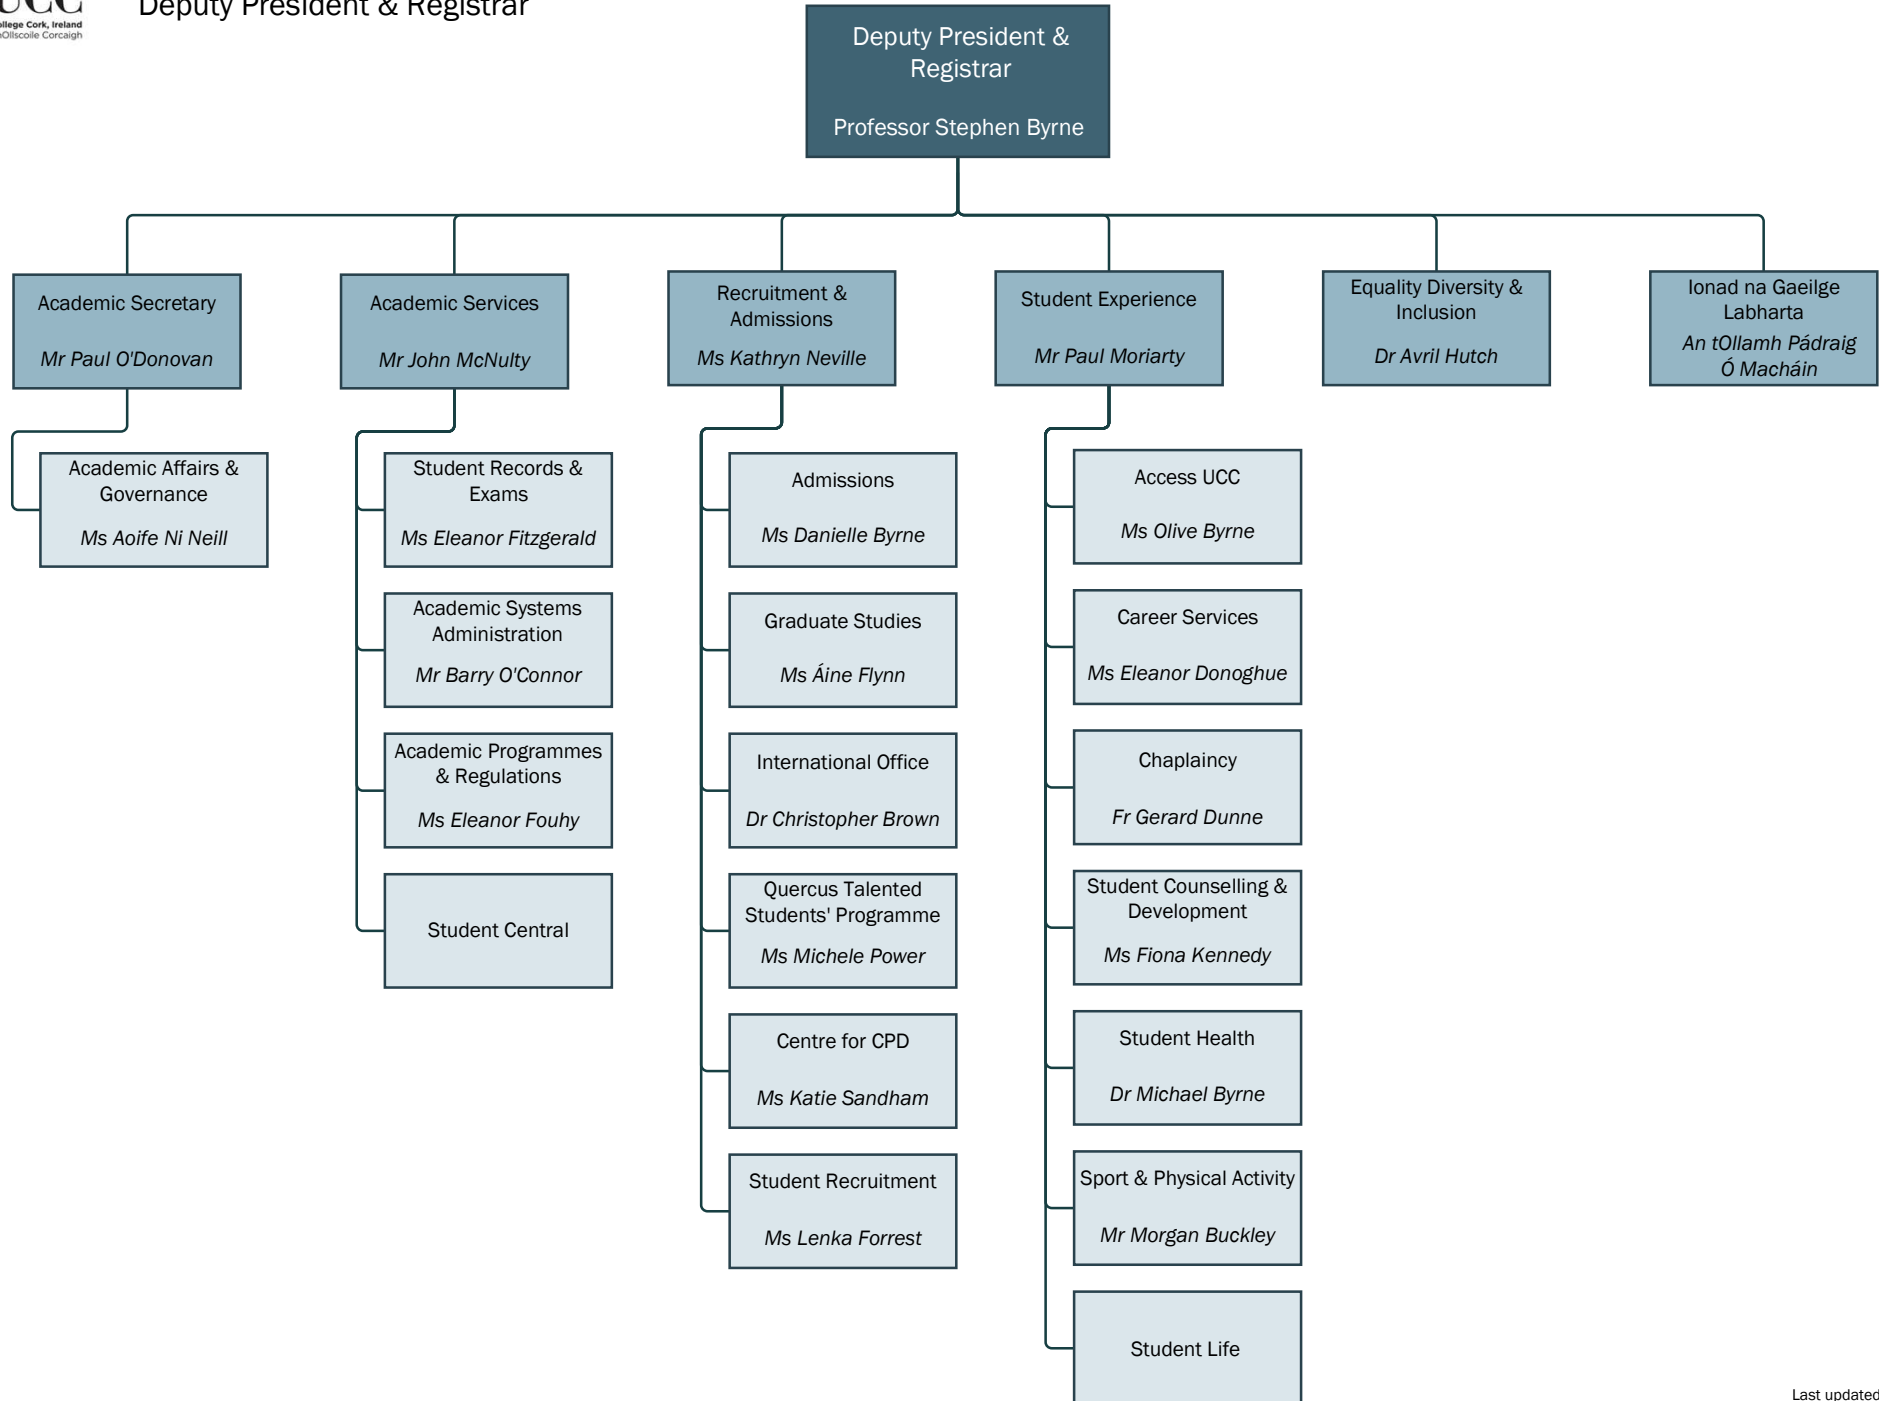 UCC
ollege Cork, Ireland
Ollscoile Corcaigh
Deputy President & Registrar
Deputy President &
Registrar
Professor Stephen Byrne
Academic Secretary
Mr Paul O'Donovan
Academic Services
Mr John McNulty
Recruitment &
Admissions
Ms Kathryn Neville
Student Experience
Mr Paul Moriarty
Equality Diversity &
Inclusion
Dr Avril Hutch
Ionad na Gaeilge
Labharta
An tOllamh Pádraig
Ó Macháin
Academic Affairs &
Governance
Ms Aoife Ni Neill
Student Records &
Exams
Ms Eleanor Fitzgerald
Academic Systems
Administration
Mr Barry O'Connor
Academic Programmes
& Regulations
Ms Eleanor Fouhy
Student Central
Admissions
Ms Danielle Byrne
Graduate Studies
Ms Áine Flynn
International Office
Dr Christopher Brown
Quercus Talented
Students' Programme
Ms Michele Power
Centre for CPD
Ms Katie Sandham
Student Recruitment
Ms Lenka Forrest
Access UCC
Ms Olive Byrne
Career Services
Ms Eleanor Donoghue
Chaplaincy
Fr Gerard Dunne
Student Counselling &
Development
Ms Fiona Kennedy
Student Health
Dr Michael Byrne
Sport & Physical Activity
Mr Morgan Buckley
Student Life
Last updated